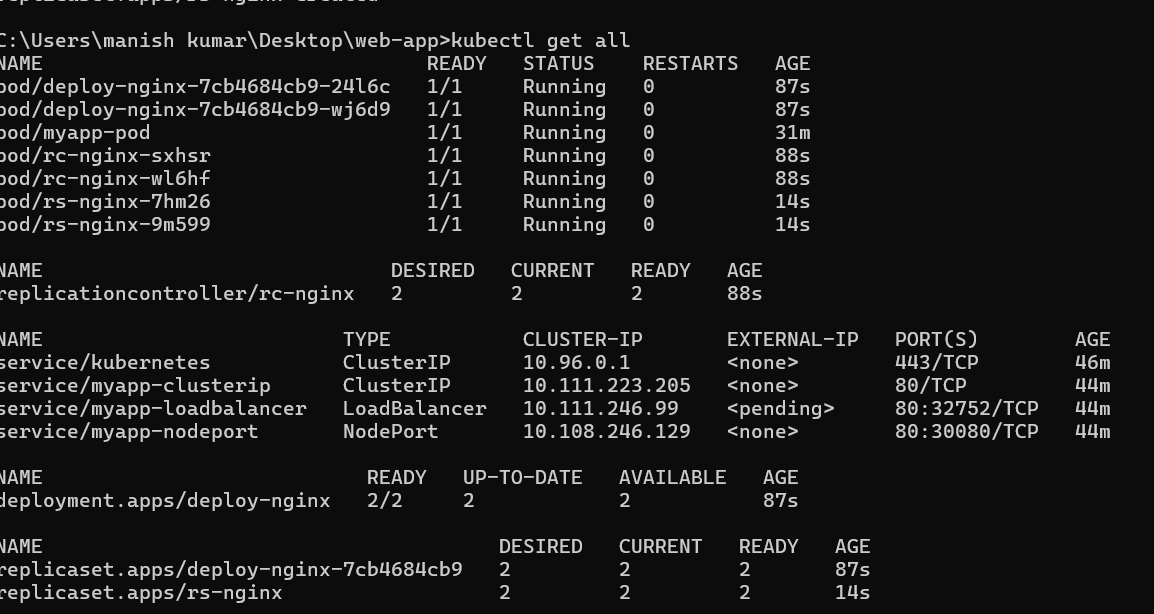 C:\Users\manish kumar\Desktop\web-app>kubectl get all
NAME READY STATUS RESTARTS AGE
pod/deploy-nginx-7cb4684cb9-24l6c 1/1 Running 0 87s
pod/deploy-nginx-7cb4684cb9-wj6d9 1/1 Running 0 87s
pod/myapp-pod 1/1 Running 0 31m
pod/rc-nginx-sxhsr 1/1 Running 0 88s
pod/rc-nginx-wl6hf 1/1 Running 0 88s
pod/rs-nginx-7hm26 1/1 Running 0 14s
pod/rs-nginx-9m599 1/1 Running 0 14s
NAME DESIRED CURRENT READY AGE
replicationcontroller/rc-nginx 2 2 2 88s
NAME TYPE CLUSTER-IP EXTERNAL-IP PORT(S) AGE
service/kubernetes ClusterIP 10.96.0.1 <none> 443/TCP 46m
service/myapp-clusterip ClusterIP 10.111.223.205 <none> 80/TCP 44m
service/myapp-loadbalancer LoadBalancer 10.111.246.99 <pending> 80:32752/TCP 44m
service/myapp-nodeport NodePort 10.108.246.129 <none> 80:30080/TCP 44m
NAME READY UP-TO-DATE AVAILABLE AGE
deployment.apps/deploy-nginx 2/2 2 2 87s
NAME DESIRED CURRENT READY AGE
replicaset.apps/deploy-nginx-7cb4684cb9 2 2 2 87s
replicaset.apps/rs-nginx 2 2 2 14s